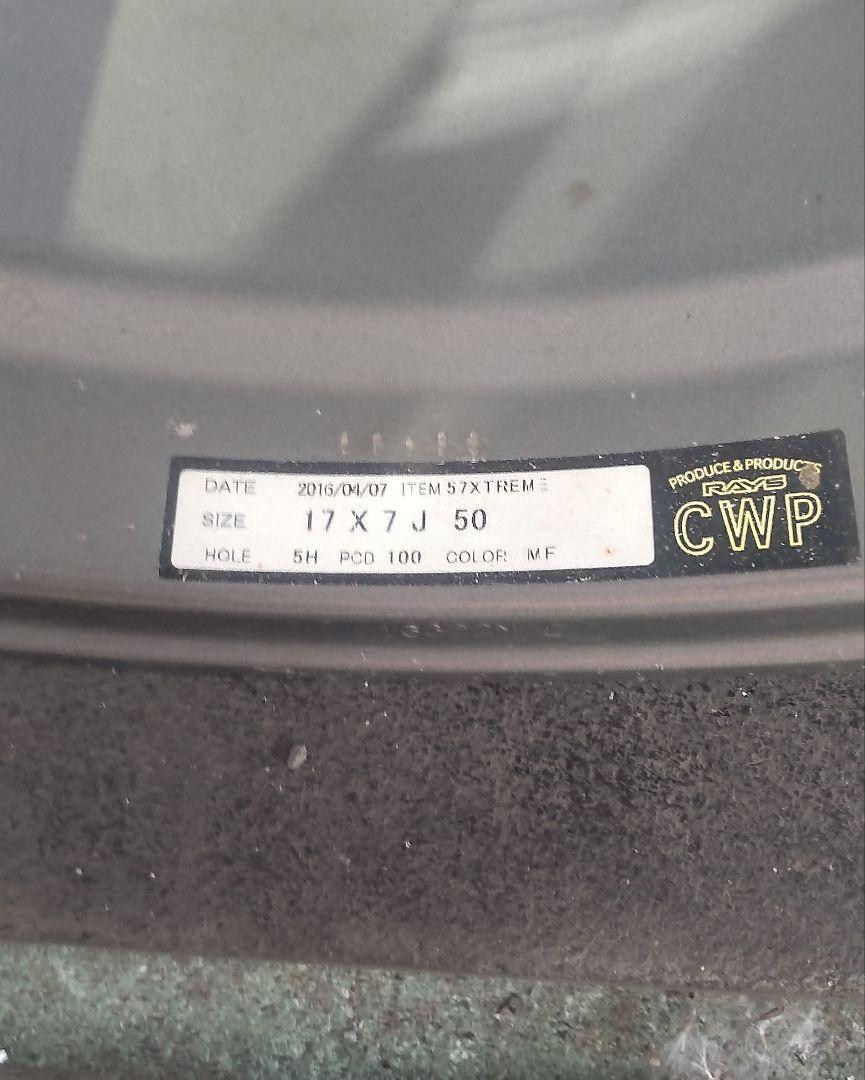 DATE 2016/04/07 ITEM 57XTREME
SIZE 17 X 7 J 50
HOLE 5H PCD 100 COLOR MF
PRODUCE & PRODUCTS
RAYS
CWP